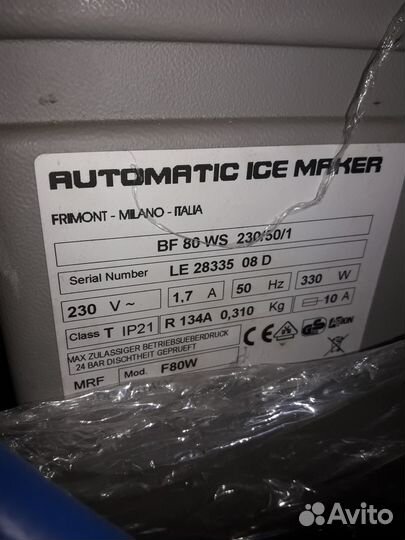 AUTOMATIC ICE MAKER
FRIMONT - MILANO - ITALIA
BF 80 WS 230/50/1
Serial Number LE 28335 08 D
230 V ~ 1,7 A 50 Hz 330 W
Class T IP21 R 134A 0,310 Kg 10 A
MAX ZULASSIGER BETRIEBSUEBERDRUCK
24 BAR DISCHTHEIT GEPRUEFT
CE GS
MRF Mod. F80W
Avito